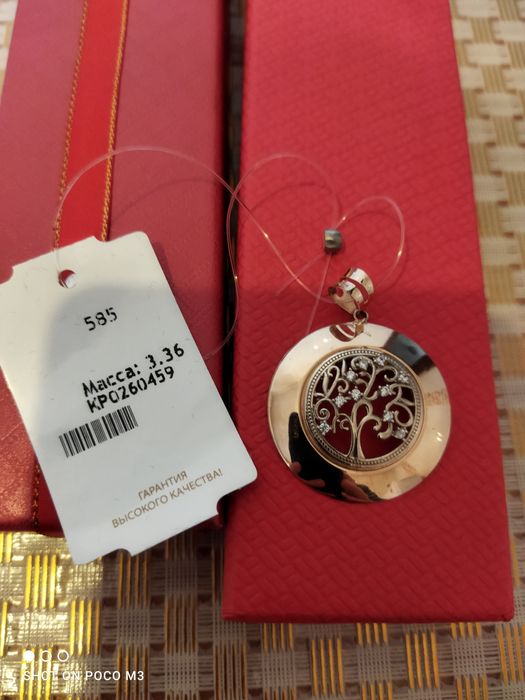 585
Масса: 3.36
КР0260459
ГАРАНТИЯ
ВЫСОКОГО КАЧЕСТВА!
SHOT ON POCO M3